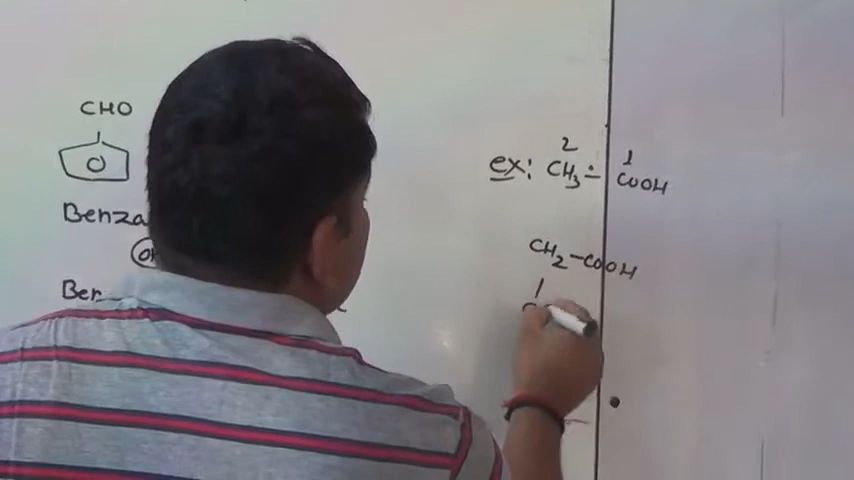 CHO
Benza
Ber
ex: CH3 - COOH
2 1
CH2-COOH